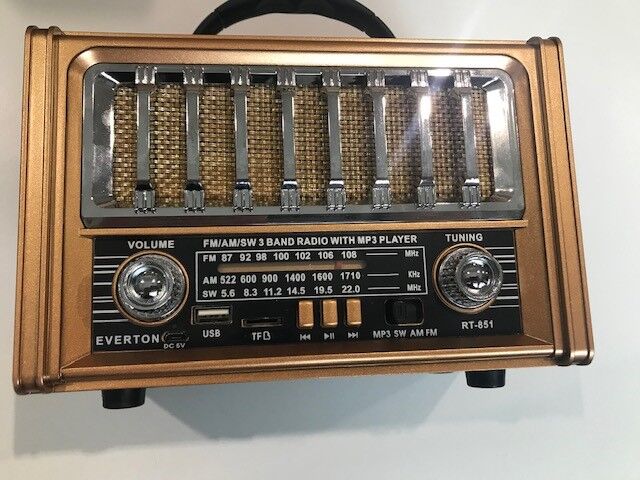 VOLUME
FM/AM/SW 3 BAND RADIO WITH MP3 PLAYER
TUNING
FM 87 92 98 100 102 106 108 MHz
AM 522 600 900 1400 1600 1710 KHz
SW 5.6 8.3 11.2 14.5 19.5 22.0 MHz
EVERTON
DC 5V
USB
TF
MP3 SW AM FM
RT-851